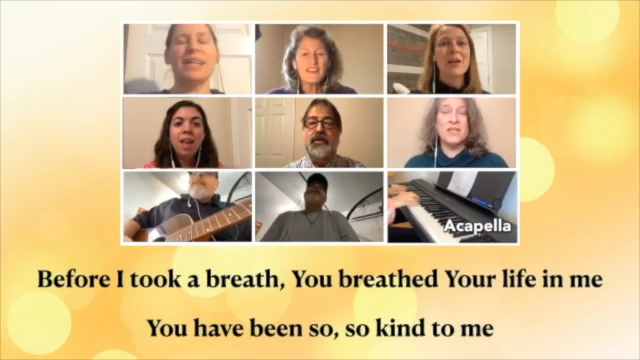 Acapella
Before I took a breath, You breathed Your life in me
You have been so, so kind to me